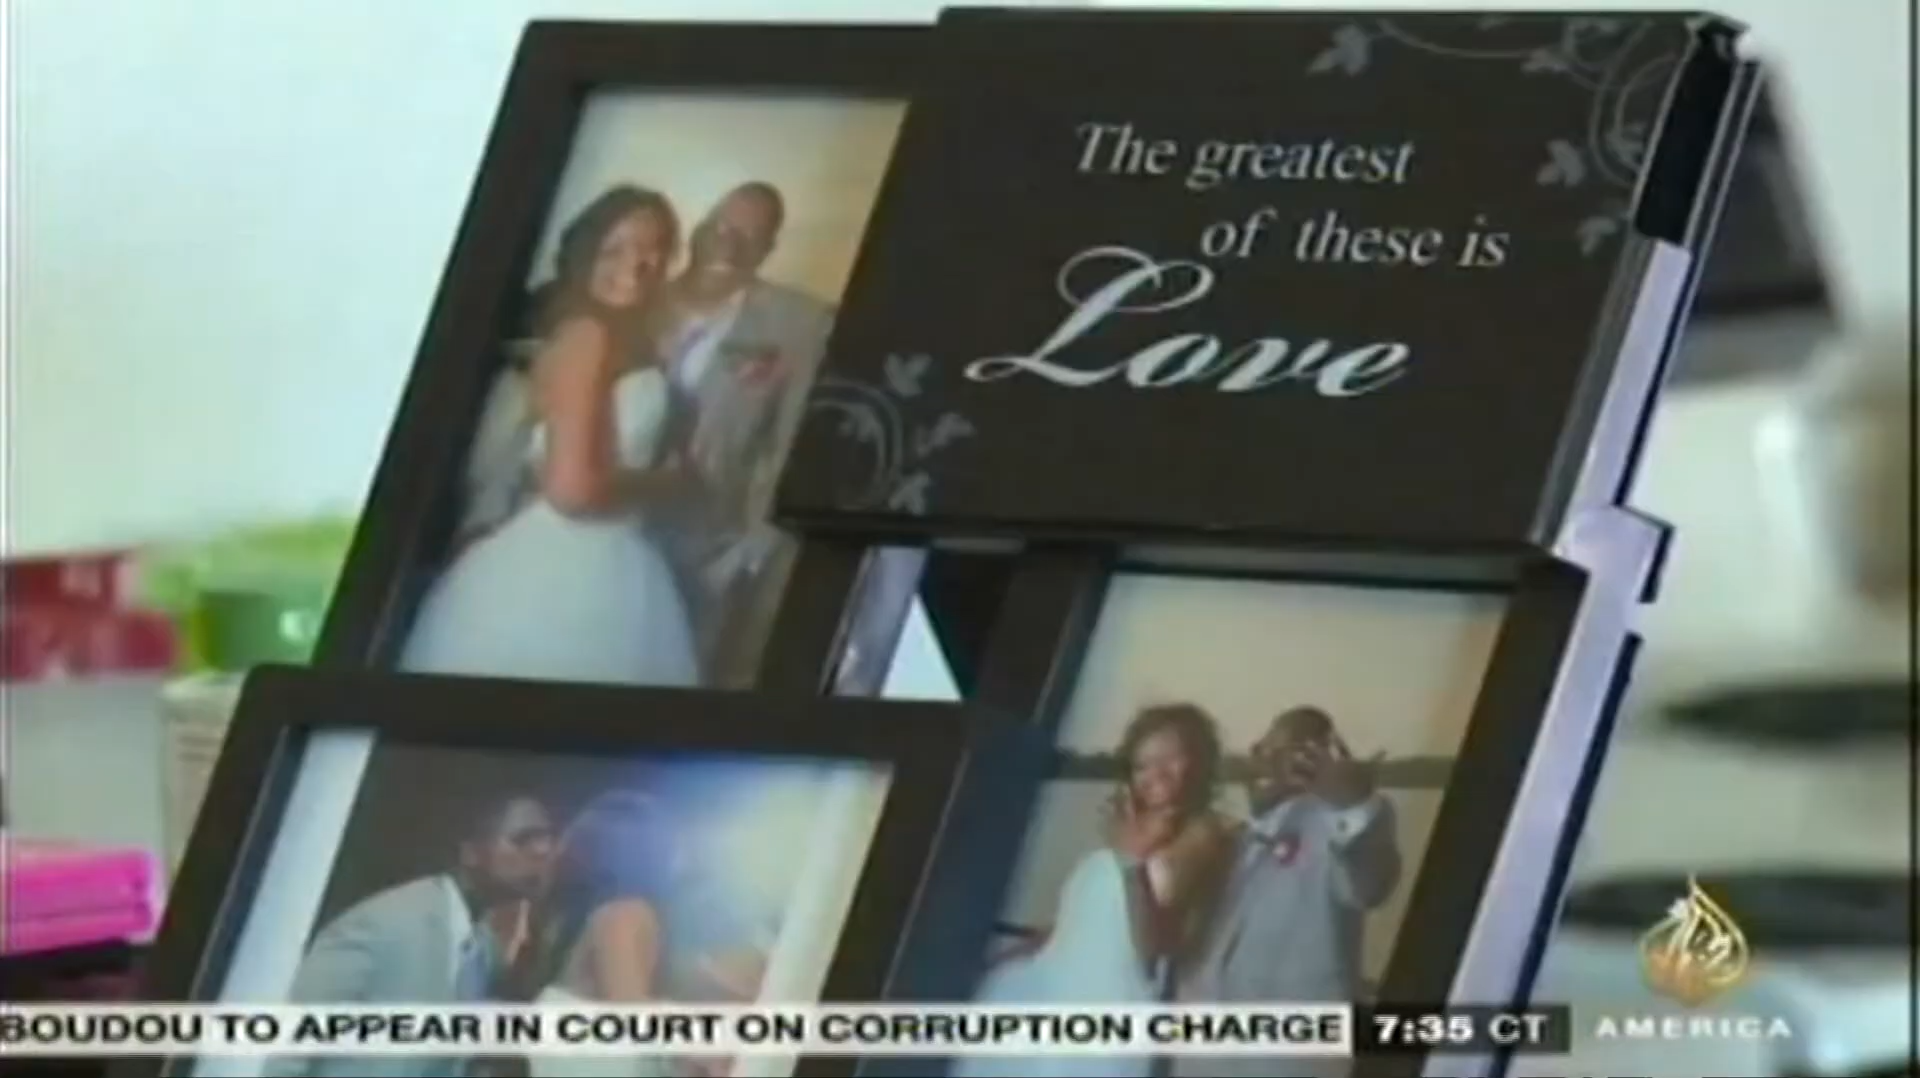 The greatest
of these is
Love
BOUDOU TO APPEAR IN COURT ON CORRUPTION CHARGE
7:35 CT
AMERICA